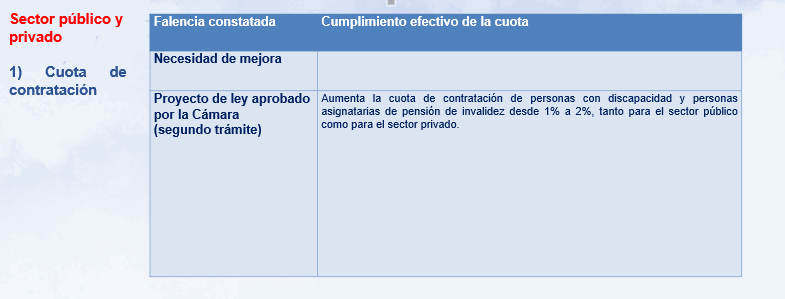 Sector público y
privado
1) Cuota de
contratación
Falencia constatada
Cumplimiento efectivo de la cuota
Necesidad de mejora
Proyecto de ley aprobado
por la Cámara
(segundo trámite)
Aumenta la cuota de contratación de personas con discapacidad y personas
asignatarias de pensión de invalidez desde 1% a 2%, tanto para el sector público
como para el sector privado.